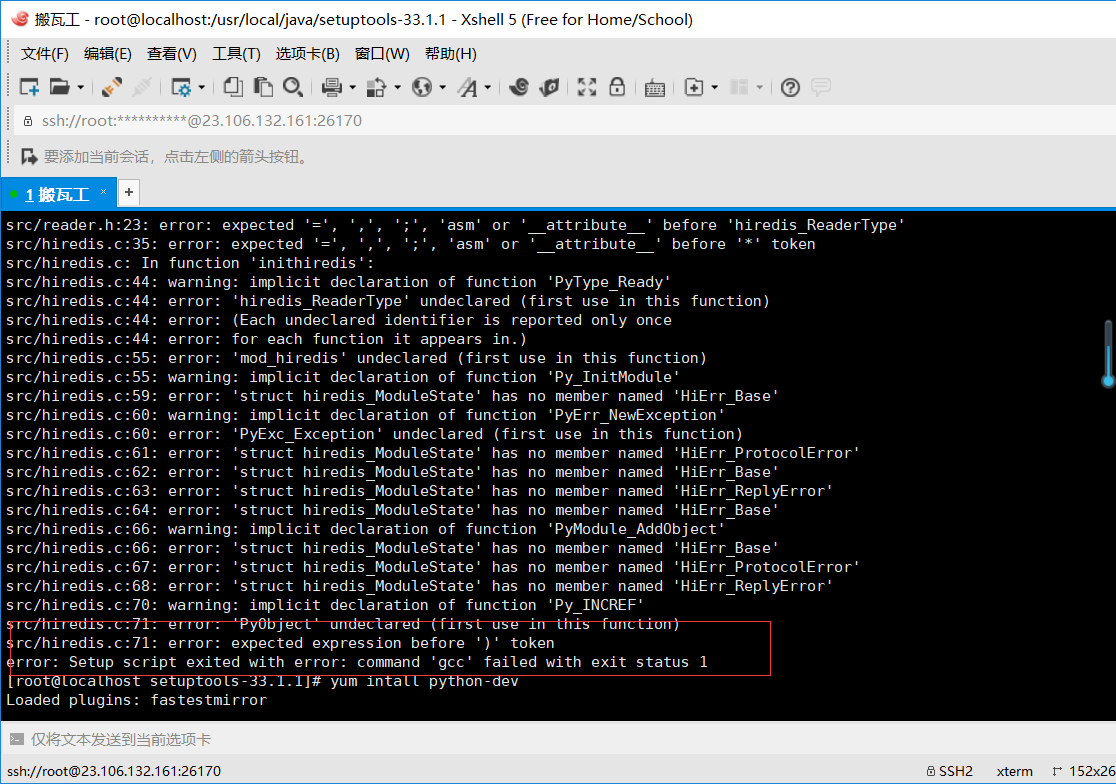 搬瓦工 - root@localhost:/usr/local/java/setuptools-33.1.1 - Xshell 5 (Free for Home/School)
文件(F) 编辑(E) 查看(V) 工具(T) 选项卡(B) 窗口(W) 帮助(H)
ssh://root:**********@23.106.132.161:26170
要添加当前会话，点击左侧的箭头按钮。
1 搬瓦工 × +
src/reader.h:23: error: expected '=', ',', ';', 'asm' or '__attribute__' before 'hiredis_ReaderType'
src/hiredis.c:35: error: expected '=', ',', ';', 'asm' or '__attribute__' before '*' token
src/hiredis.c: In function 'inithiredis':
src/hiredis.c:44: warning: implicit declaration of function 'PyType_Ready'
src/hiredis.c:44: error: 'hiredis_ReaderType' undeclared (first use in this function)
src/hiredis.c:44: error: (Each undeclared identifier is reported only once
src/hiredis.c:44: error: for each function it appears in.)
src/hiredis.c:55: error: 'mod_hiredis' undeclared (first use in this function)
src/hiredis.c:55: warning: implicit declaration of function 'Py_InitModule'
src/hiredis.c:59: error: 'struct hiredis_ModuleState' has no member named 'HiErr_Base'
src/hiredis.c:60: warning: implicit declaration of function 'PyErr_NewException'
src/hiredis.c:60: error: 'PyExc_Exception' undeclared (first use in this function)
src/hiredis.c:61: error: 'struct hiredis_ModuleState' has no member named 'HiErr_ProtocolError'
src/hiredis.c:62: error: 'struct hiredis_ModuleState' has no member named 'HiErr_Base'
src/hiredis.c:63: error: 'struct hiredis_ModuleState' has no member named 'HiErr_ReplyError'
src/hiredis.c:64: error: 'struct hiredis_ModuleState' has no member named 'HiErr_Base'
src/hiredis.c:66: warning: implicit declaration of function 'PyModule_AddObject'
src/hiredis.c:66: error: 'struct hiredis_ModuleState' has no member named 'HiErr_Base'
src/hiredis.c:67: error: 'struct hiredis_ModuleState' has no member named 'HiErr_ProtocolError'
src/hiredis.c:68: error: 'struct hiredis_ModuleState' has no member named 'HiErr_ReplyError'
src/hiredis.c:70: warning: implicit declaration of function 'Py_INCREF'
src/hiredis.c:71: error: 'PyObject' undeclared (first use in this function)
src/hiredis.c:71: error: expected expression before ')' token
error: Setup script exited with error: command 'gcc' failed with exit status 1
[root@localhost setuptools-33.1.1]# yum intall python-dev
Loaded plugins: fastestmirror
仅将文本发送到当前选项卡
ssh://root@23.106.132.161:26170 SSH2 xterm 152x26